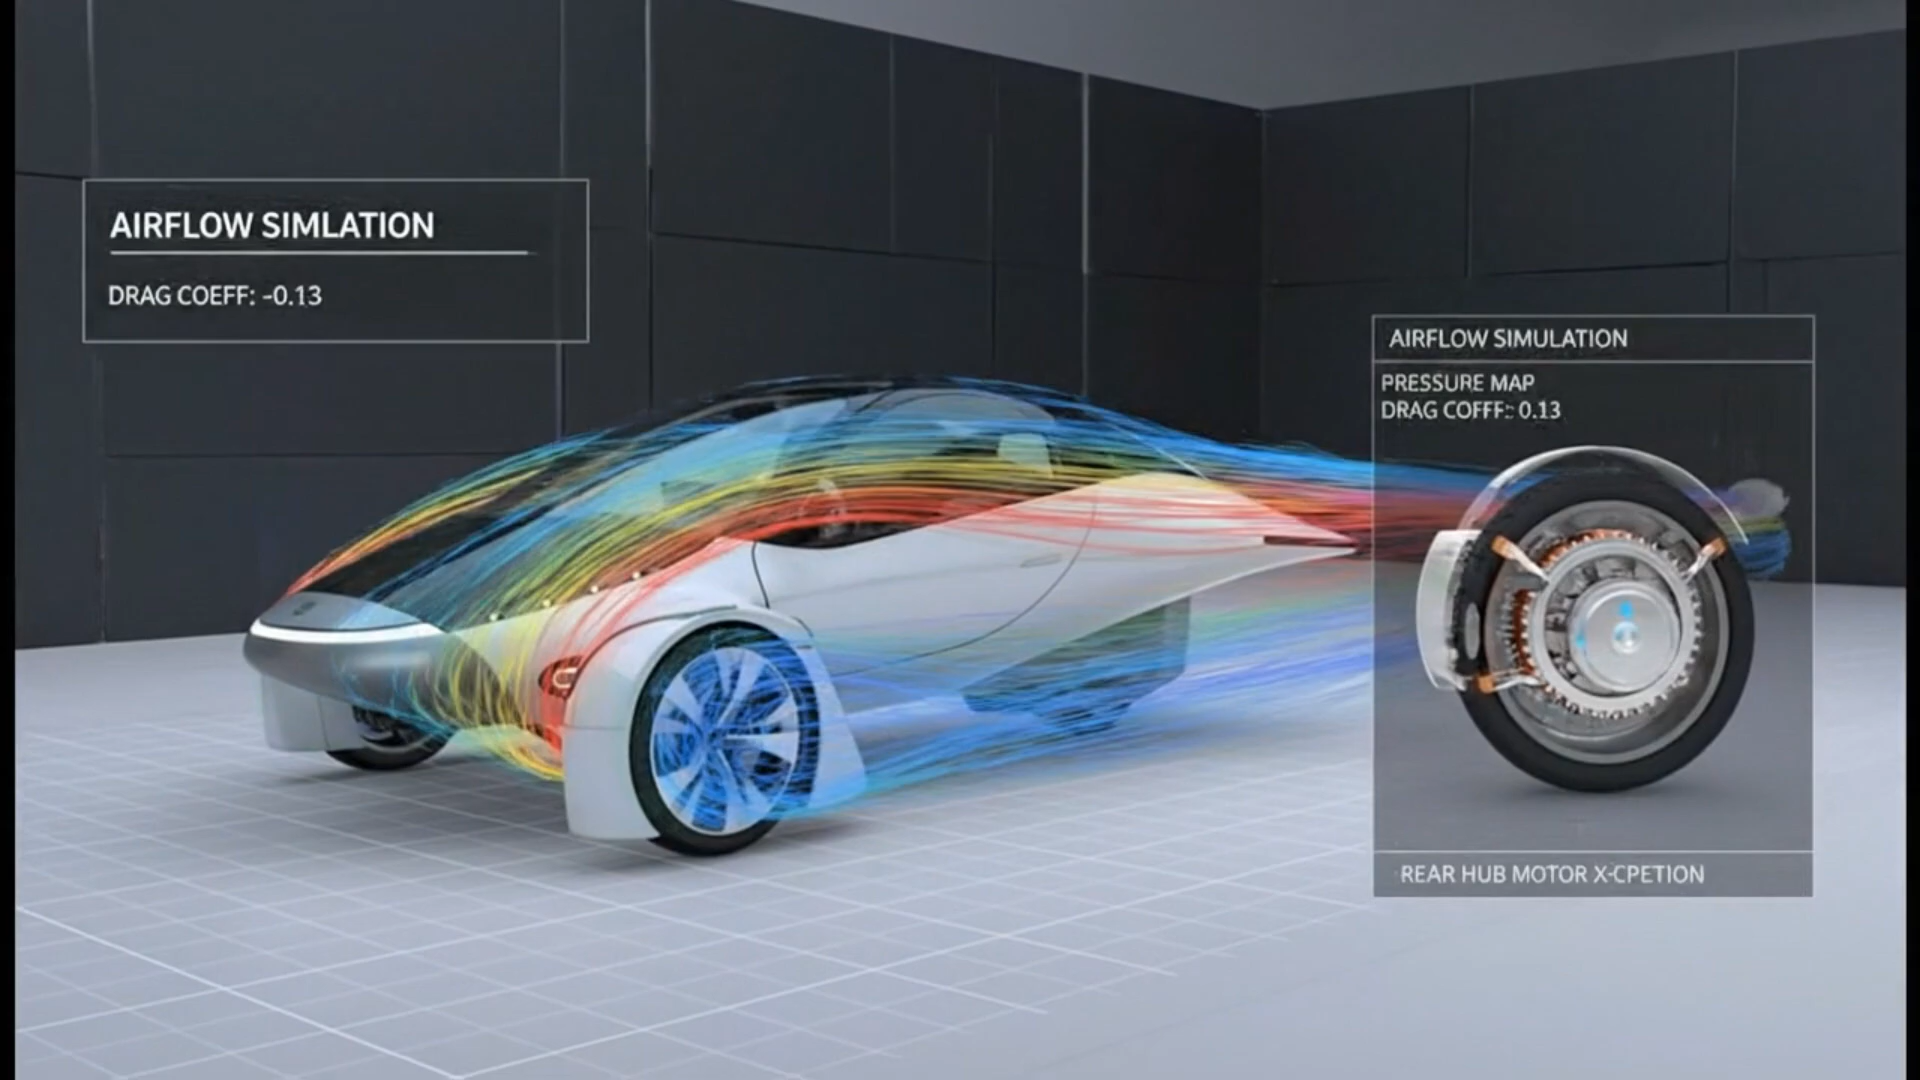 AIRFLOW SIMLATION
DRAG COEFF: -0.13
AIRFLOW SIMULATION
PRESSURE MAP
DRAG COFFF: 0.13
REAR HUB MOTOR X-CPETION